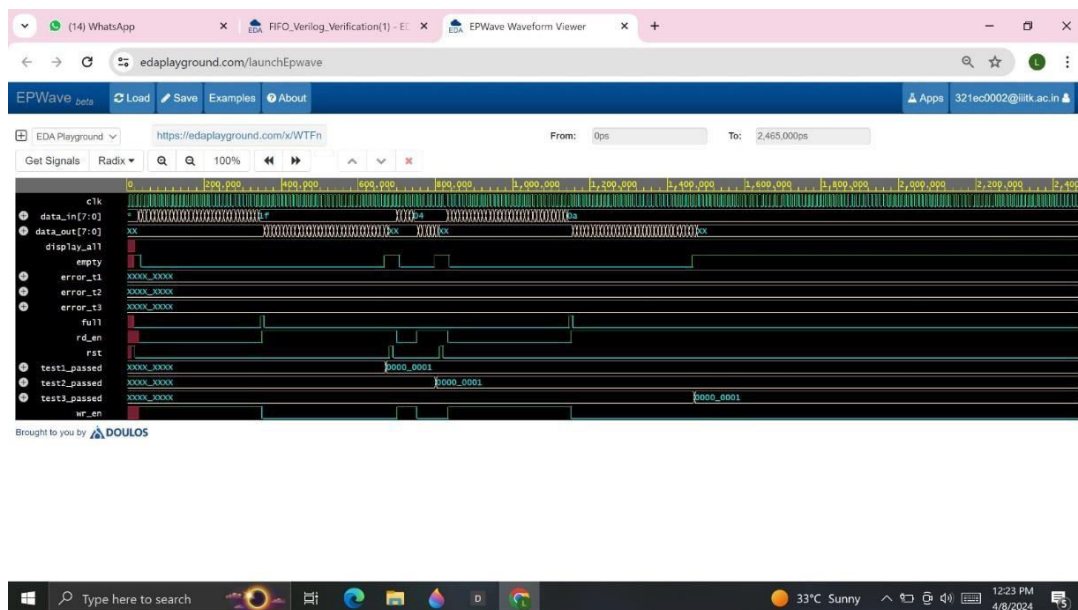 (14) WhatsApp
FIFO_Verilog_Verification(1) - E
EPWave Waveform Viewer
edaplayground.com/launchEpwave
L
EPWave beta Load Save Examples About Apps 321ec0002@iiitk.ac.in
EDA Playground https://edaplayground.com/x/WTFn From: 0ps To: 2,465,000ps
Get Signals Radix 100%
0 200,000 400,000 600,000 800,000 1,000,000 1,200,000 1,400,000 1,600,000 1,800,000 2,000,000 2,200,000 2,400
clk
data_in[7:0] * 1f 04 0a
data_out[7:0] xx xx xx xx
display_all
empty
error_t1 xxxx_xxxx
error_t2 xxxx_xxxx
error_t3 xxxx_xxxx
full
rd_en
rst
test1_passed xxxx_xxxx 0000_0001
test2_passed xxxx_xxxx 0000_0001
test3_passed xxxx_xxxx 0000_0001
wr_en
Brought to you by DOULOS
Type here to search D 33°C Sunny 12:23 PM
4/8/2024